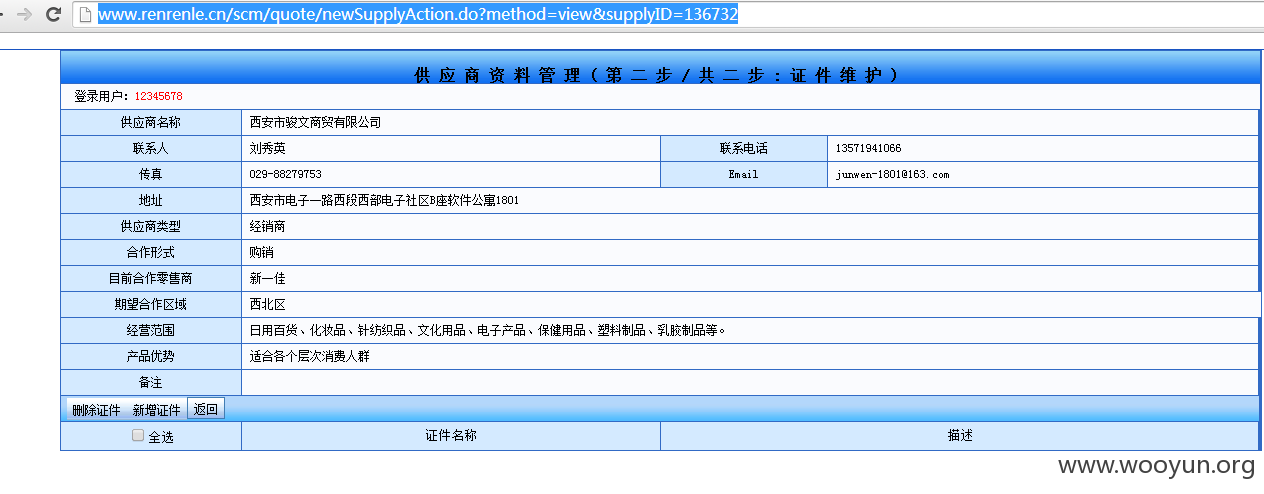 www.renrenle.cn/scm/quote/newSupplyAction.do?method=view&supplyID=136732
供应商资料管理(第二步/共二步:证件维护)
登录用户：12345678
供应商名称 西安市骏文商贸有限公司
联系人 刘秀英 联系电话 13571941066
传真 029-88279753 Email junwen-1801@163.com
地址 西安市电子一路西段西部电子社区B座软件公寓1801
供应商类型 经销商
合作形式 购销
目前合作零售商 新一佳
期望合作区域 西北区
经营范围 日用百货、化妆品、针纺织品、文化用品、电子产品、保健用品、塑料制品、乳胶制品等。
产品优势 适合各个层次消费人群
备注
删除证件 新增证件 返回
全选 证件名称 描述
www.wooyun.org